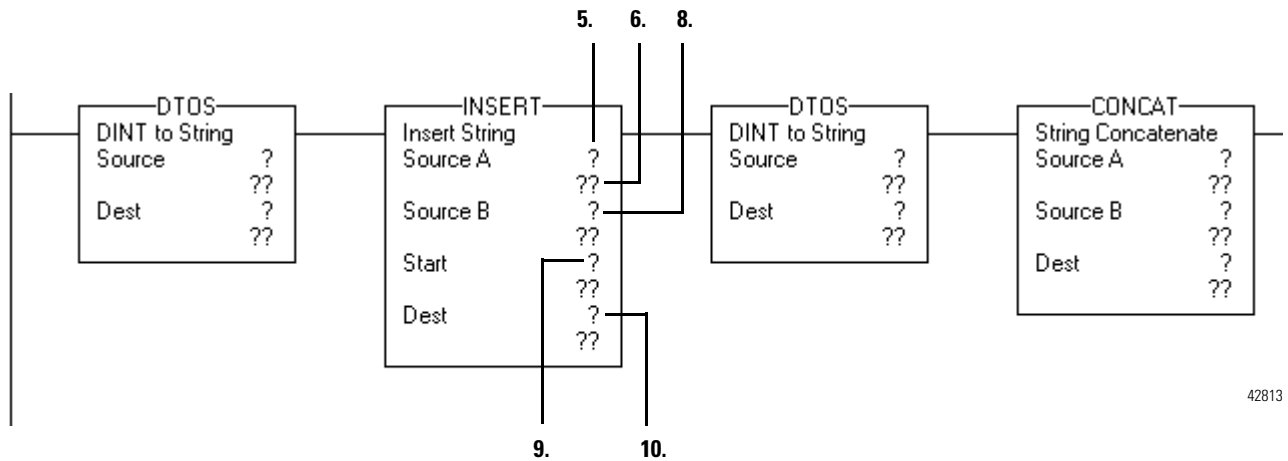 5. 6. 8.
DTOS
DINT to String
Source ?
??
Dest ?
??
INSERT
Insert String
Source A ?
??
Source B ?
??
Start ?
??
Dest ?
??
DTOS
DINT to String
Source ?
??
Dest ?
??
CONCAT
String Concatenate
Source A ?
??
Source B ?
??
Dest ?
??
42813
9. 10.